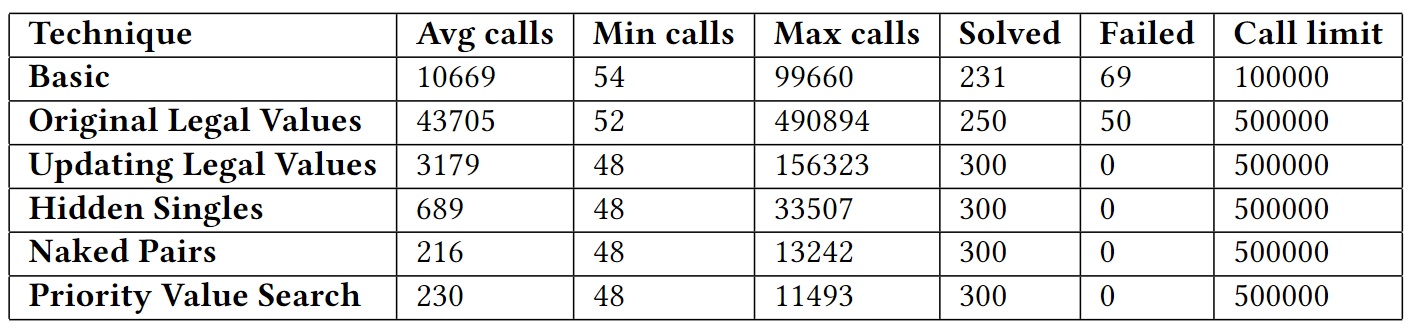 Technique Avg calls Min calls Max calls Solved Failed Call limit
Basic 10669 54 99660 231 69 100000
Original Legal Values 43705 52 490894 250 50 500000
Updating Legal Values 3179 48 156323 300 0 500000
Hidden Singles 689 48 33507 300 0 500000
Naked Pairs 216 48 13242 300 0 500000
Priority Value Search 230 48 11493 300 0 500000